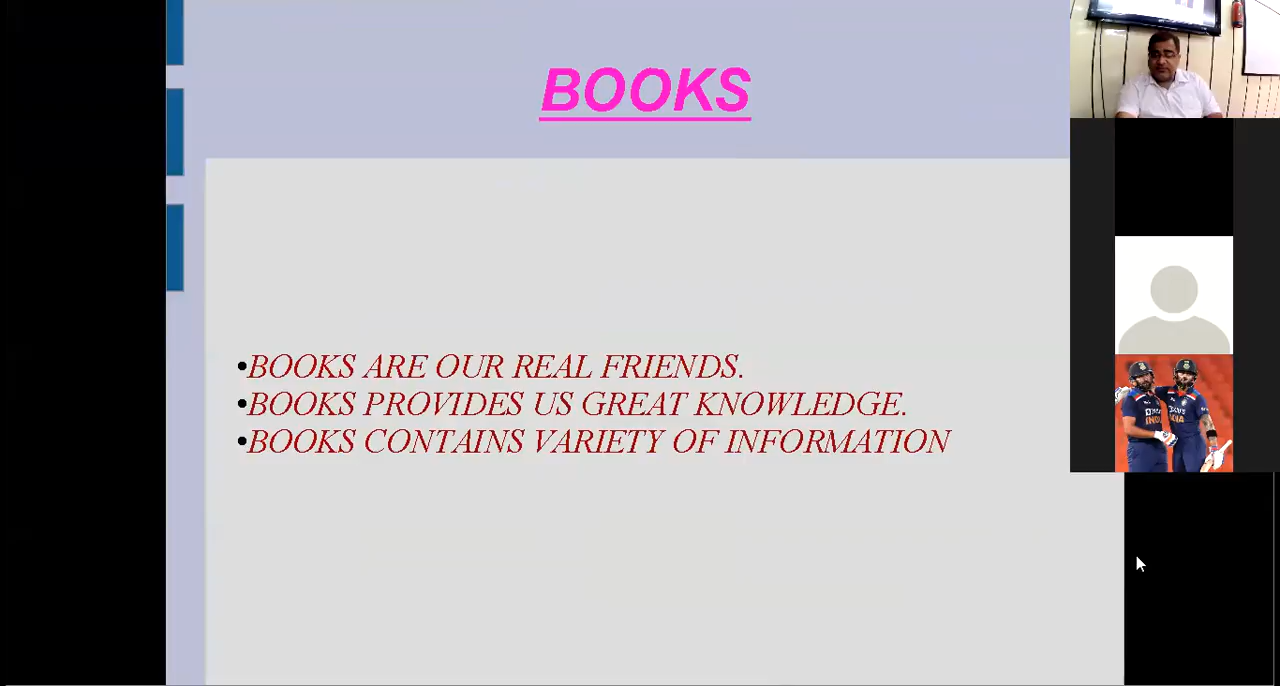 BOOKS
•BOOKS ARE OUR REAL FRIENDS.
•BOOKS PROVIDES US GREAT KNOWLEDGE.
•BOOKS CONTAINS VARIETY OF INFORMATION